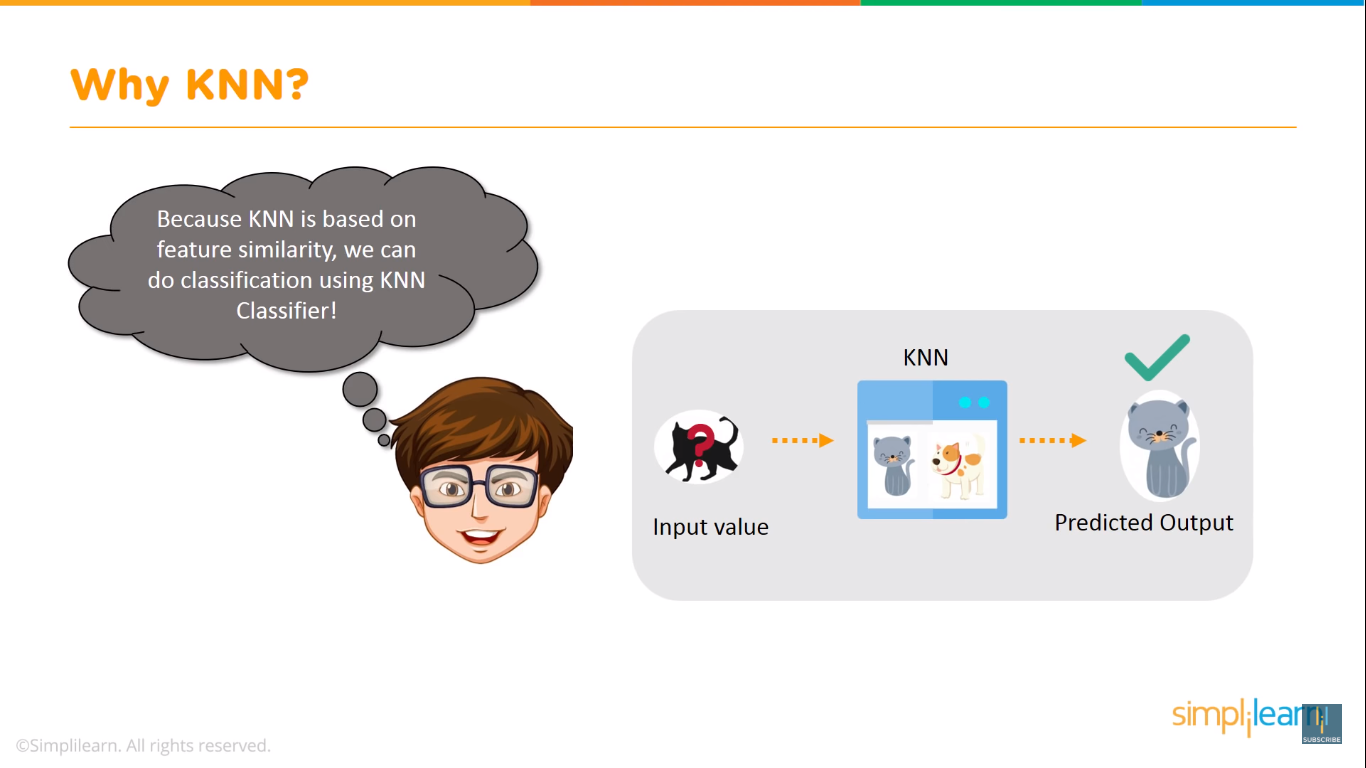 Why KNN?
Because KNN is based on
feature similarity, we can
do classification using KNN
Classifier!
KNN
?
Input value
Predicted Output
simplilearn
SUBSCRIBE
©Simplilearn. All rights reserved.